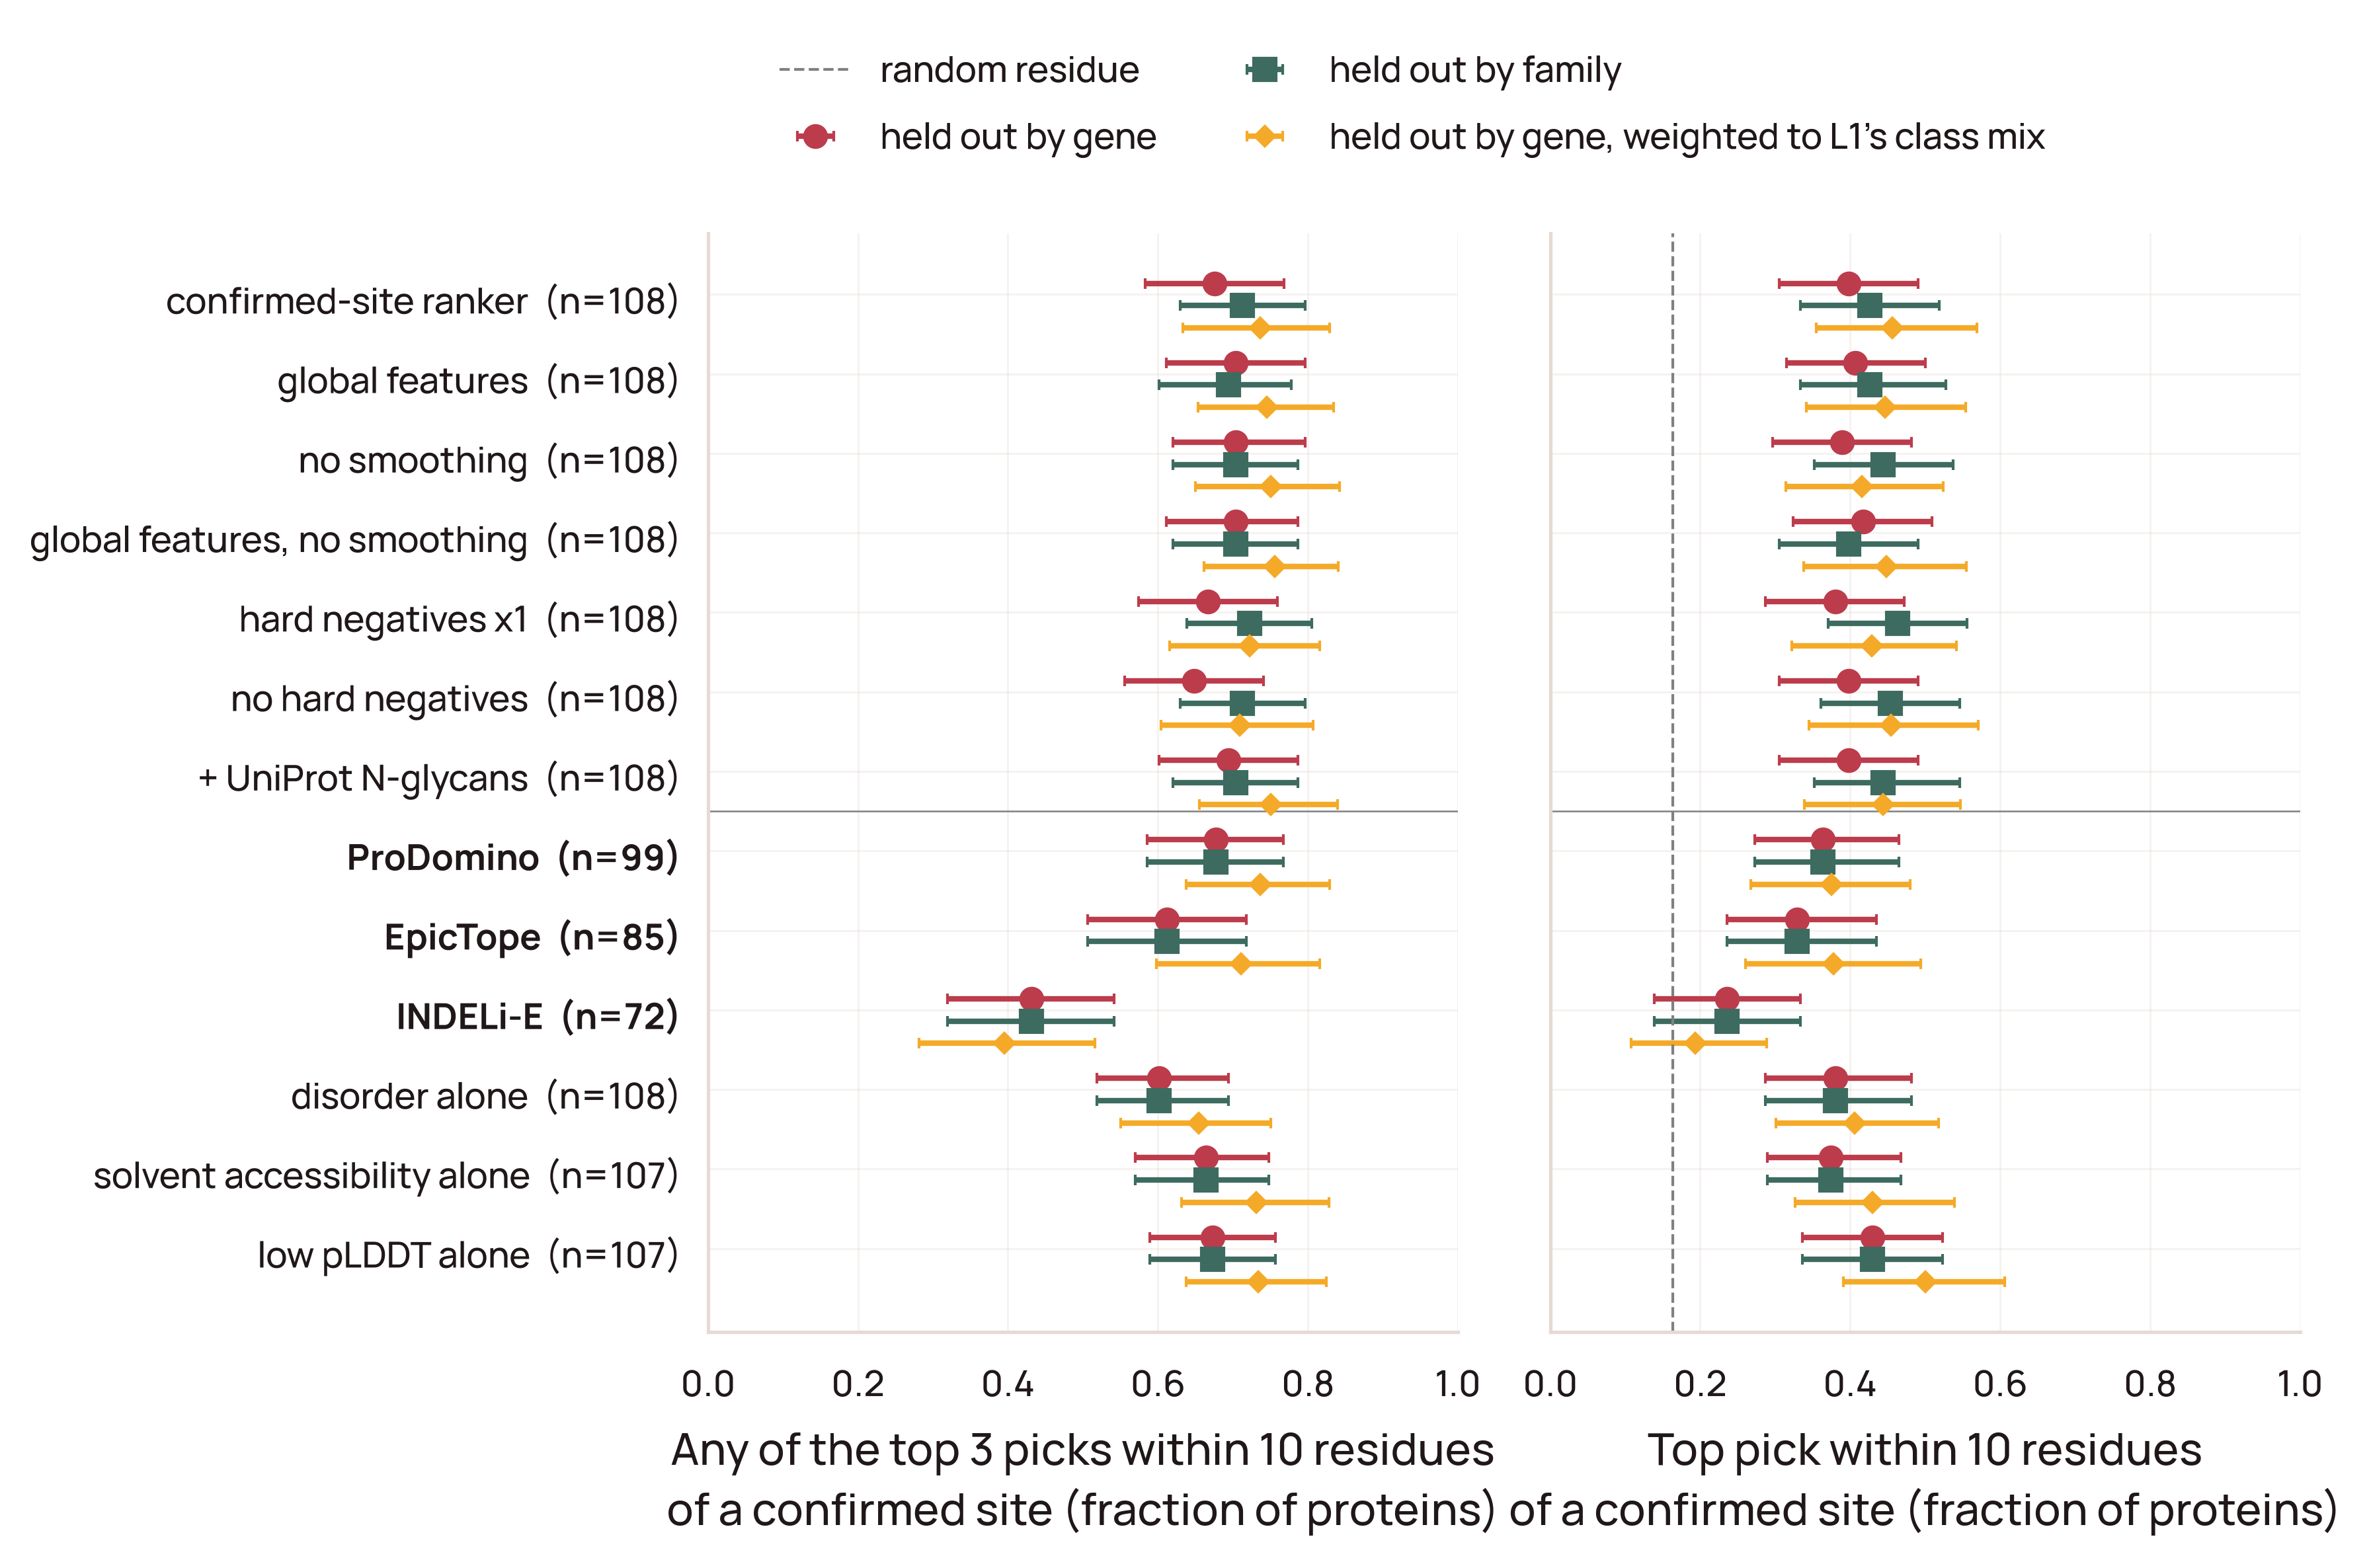 random residue
held out by gene
held out by family
held out by gene, weighted to L1's class mix
confirmed-site ranker (n=108)
global features (n=108)
no smoothing (n=108)
global features, no smoothing (n=108)
hard negatives x1 (n=108)
no hard negatives (n=108)
+ UniProt N-glycans (n=108)
ProDomino (n=99)
EpicTope (n=85)
INDELi-E (n=72)
disorder alone (n=108)
solvent accessibility alone (n=107)
low pLDDT alone (n=107)
0.0 0.2 0.4 0.6 0.8 1.0
Any of the top 3 picks within 10 residues
of a confirmed site (fraction of proteins)
0.0 0.2 0.4 0.6 0.8 1.0
Top pick within 10 residues
of a confirmed site (fraction of proteins)